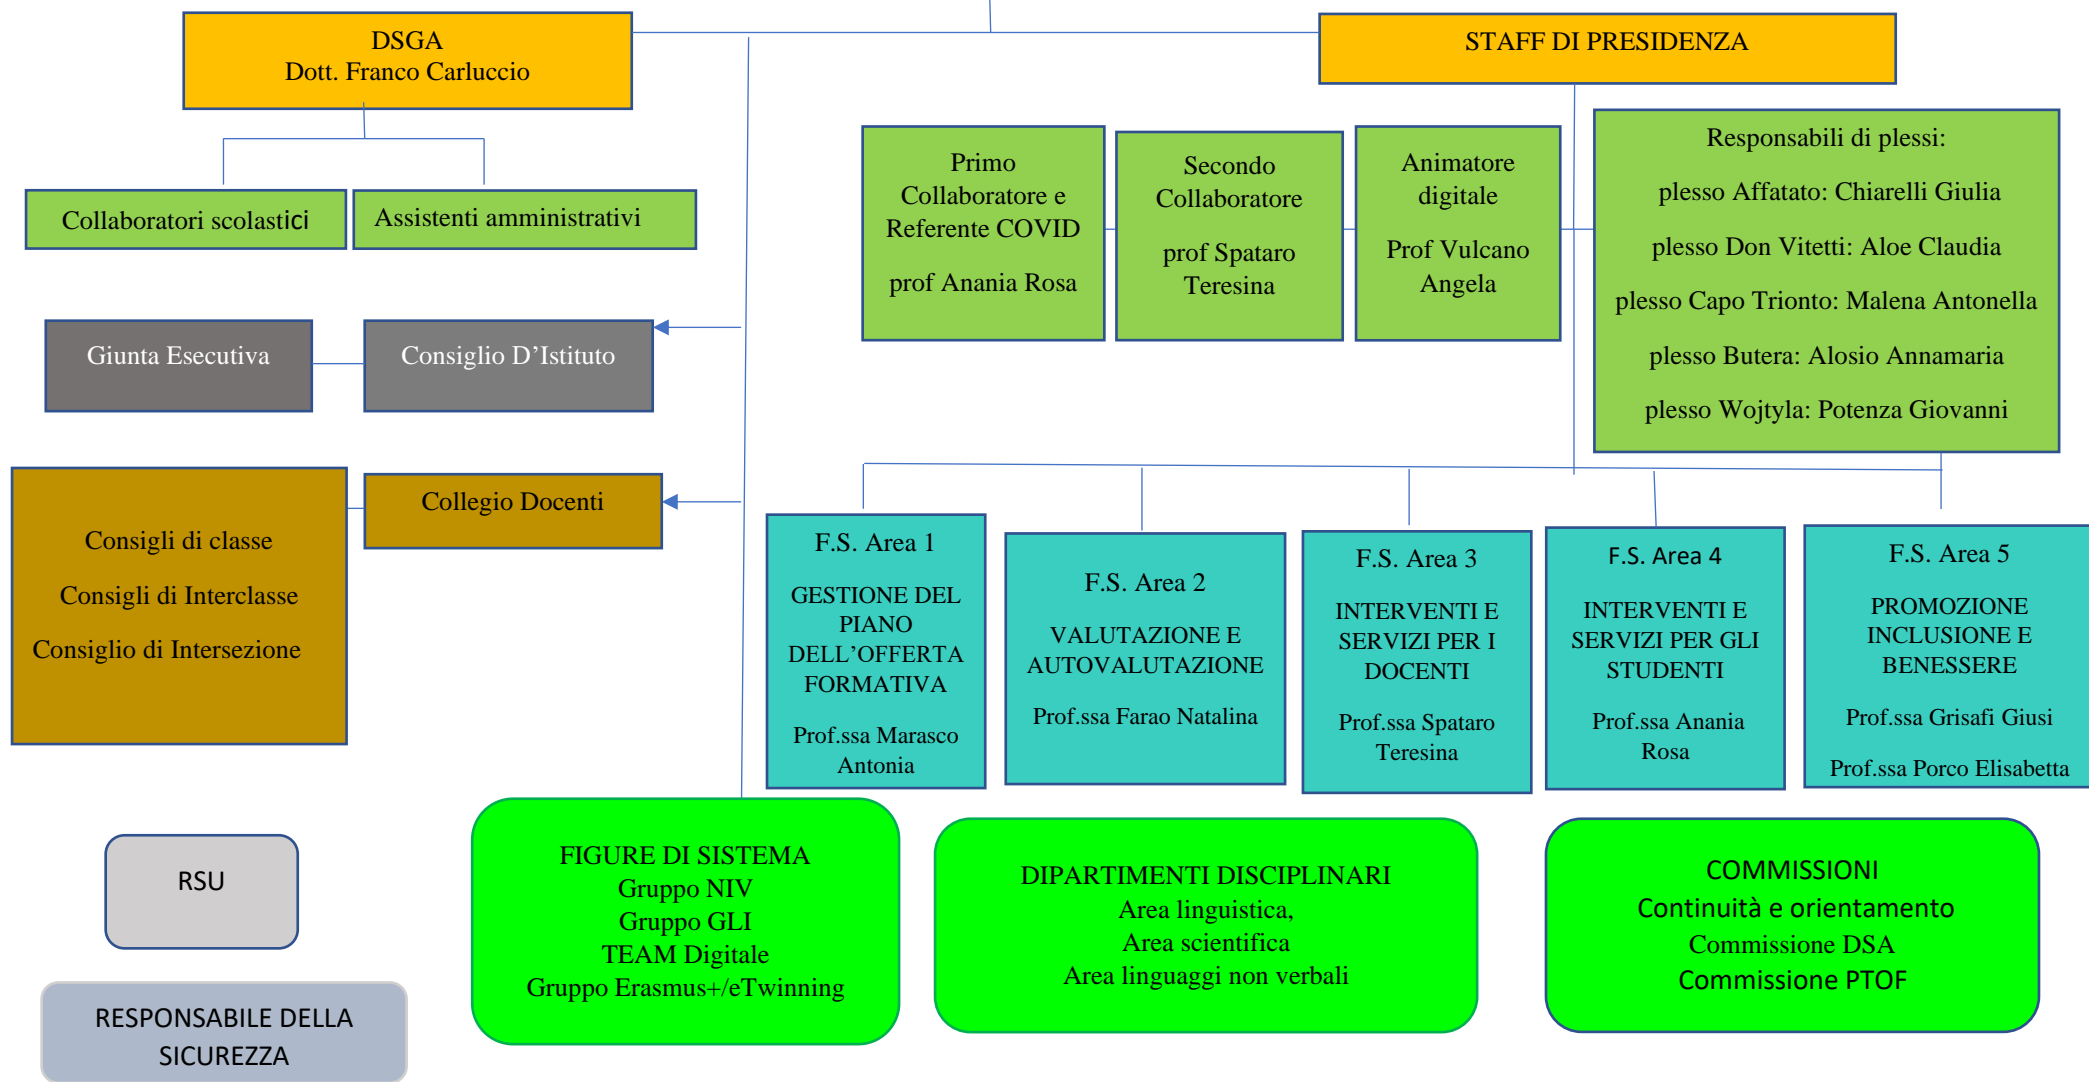 DSGA
Dott. Franco Carluccio
STAFF DI PRESIDENZA
Collaboratori scolastici
Assistenti amministrativi
Primo
Collaboratore e
Referente COVID
prof Anania Rosa
Secondo
Collaboratore
prof Spataro
Teresina
Animatore
digitale
Prof Vulcano
Angela
Responsabili di plessi:
plesso Affatato: Chiarelli Giulia
plesso Don Vitetti: Aloe Claudia
plesso Capo Trionto: Malena Antonella
plesso Butera: Alosio Annamaria
plesso Wojtyla: Potenza Giovanni
Giunta Esecutiva
Consiglio D’Istituto
Consigli di classe
Consigli di Interclasse
Consiglio di Intersezione
Collegio Docenti
F.S. Area 1
GESTIONE DEL
PIANO
DELL’OFFERTA
FORMATIVA
Prof.ssa Marasco
Antonia
F.S. Area 2
VALUTAZIONE E
AUTOVALUTAZIONE
Prof.ssa Farao Natalina
F.S. Area 3
INTERVENTI E
SERVIZI PER I
DOCENTI
Prof.ssa Spataro
Teresina
F.S. Area 4
INTERVENTI E
SERVIZI PER GLI
STUDENTI
Prof.ssa Anania
Rosa
F.S. Area 5
PROMOZIONE
INCLUSIONE E
BENESSERE
Prof.ssa Grisafi Giusi
Prof.ssa Porco Elisabetta
RSU
RESPONSABILE DELLA
SICUREZZA
FIGURE DI SISTEMA
Gruppo NIV
Gruppo GLI
TEAM Digitale
Gruppo Erasmus+/eTwinning
DIPARTIMENTI DISCIPLINARI
Area linguistica,
Area scientifica
Area linguaggi non verbali
COMMISSIONI
Continuità e orientamento
Commissione DSA
Commissione PTOF